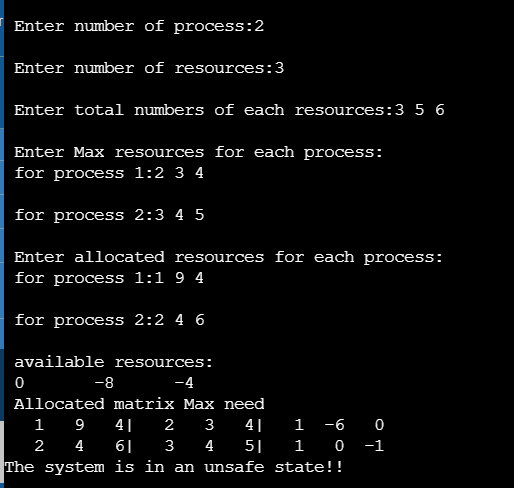 Enter number of process:2
Enter number of resources:3
Enter total numbers of each resources:3 5 6
Enter Max resources for each process:
for process 1:2 3 4
for process 2:3 4 5
Enter allocated resources for each process:
for process 1:1 9 4
for process 2:2 4 6
available resources:
0 -8 -4
Allocated matrix Max need
1 9 4| 2 3 4| 1 -6 0
2 4 6| 3 4 5| 1 0 -1
The system is in an unsafe state!!